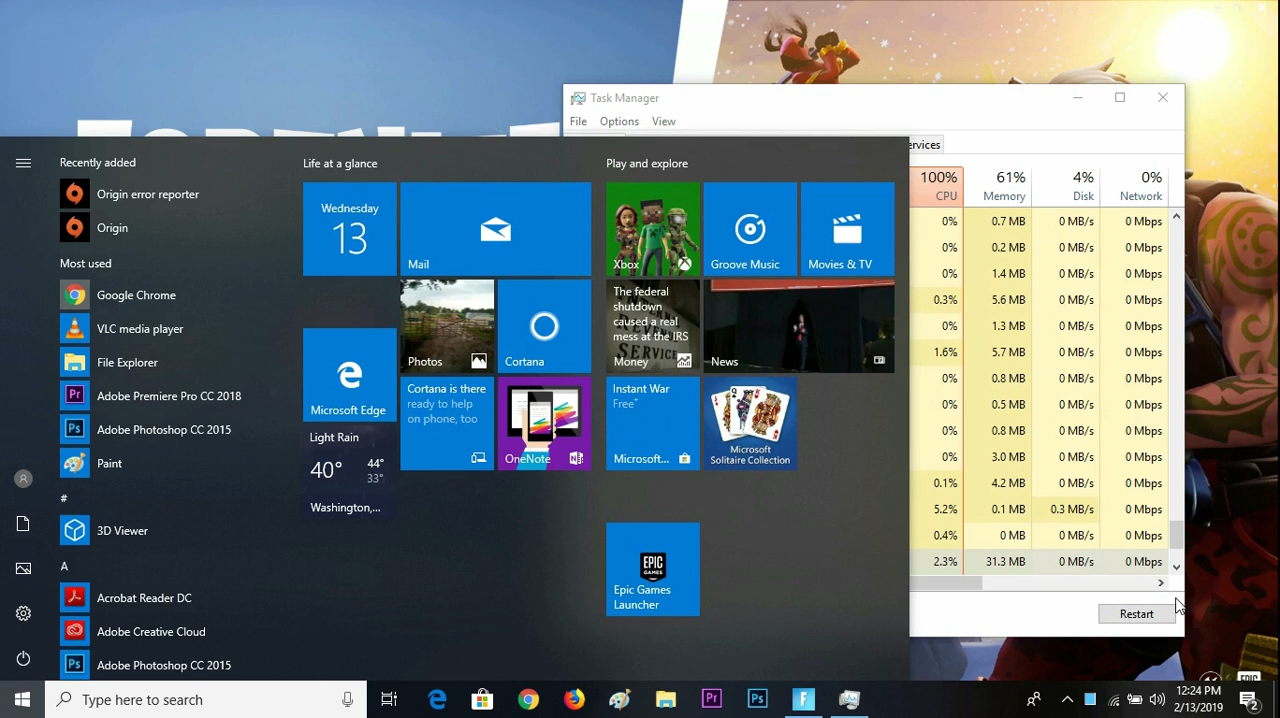 Task Manager
File Options View
ervices
100% 61% 4% 0%
CPU Memory Disk Network
0% 0.7 MB 0 MB/s 0 Mbps
0% 0.2 MB 0 MB/s 0 Mbps
0% 1.4 MB 0 MB/s 0 Mbps
0.3% 5.6 MB 0 MB/s 0 Mbps
0% 1.3 MB 0 MB/s 0 Mbps
1.6% 5.7 MB 0 MB/s 0 Mbps
0% 0.8 MB 0 MB/s 0 Mbps
0% 0.5 MB 0 MB/s 0 Mbps
0% 0.8 MB 0 MB/s 0 Mbps
0% 3.0 MB 0 MB/s 0 Mbps
0.1% 4.2 MB 0 MB/s 0 Mbps
5.2% 0.1 MB 0.3 MB/s 0 Mbps
0.4% 0 MB 0 MB/s 0 Mbps
2.3% 31.3 MB 0 MB/s 0 Mbps
Restart
Recently added
Origin error reporter
Origin
Most used
Google Chrome
VLC media player
File Explorer
Pr Adobe Premiere Pro CC 2018
Ps Adobe Photoshop CC 2015
Paint
#
3D Viewer
A
Acrobat Reader DC
Adobe Creative Cloud
Ps Adobe Photoshop CC 2015
Life at a glance
Wednesday
13
Mail
Photos
Cortana
Microsoft Edge
Cortana is there
ready to help
on phone, too
OneNote
Light Rain
40° 44°
33°
Washington,...
Play and explore
Xbox
Groove Music
Movies & TV
The federal
shutdown
caused a real
mess at the IRS
Money
News
Instant War
Free*
Microsoft...
Microsoft
Solitaire Collection
EPIC
GAMES
Epic Games
Launcher
EPIC
Type here to search
Pr
Ps
F
12:24 PM
2/13/2019
2